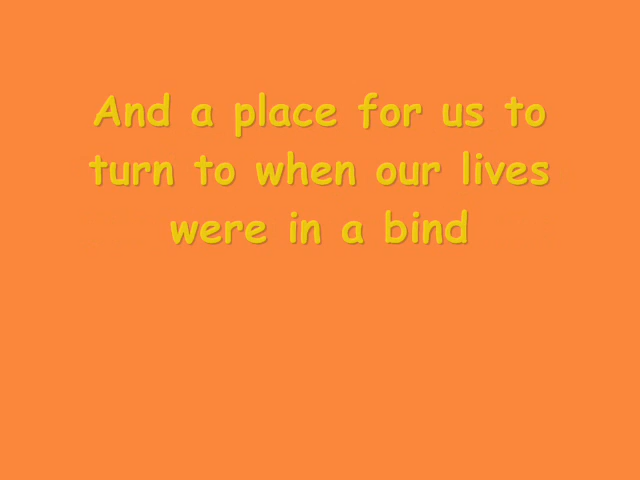 And a place for us to
turn to when our lives
were in a bind